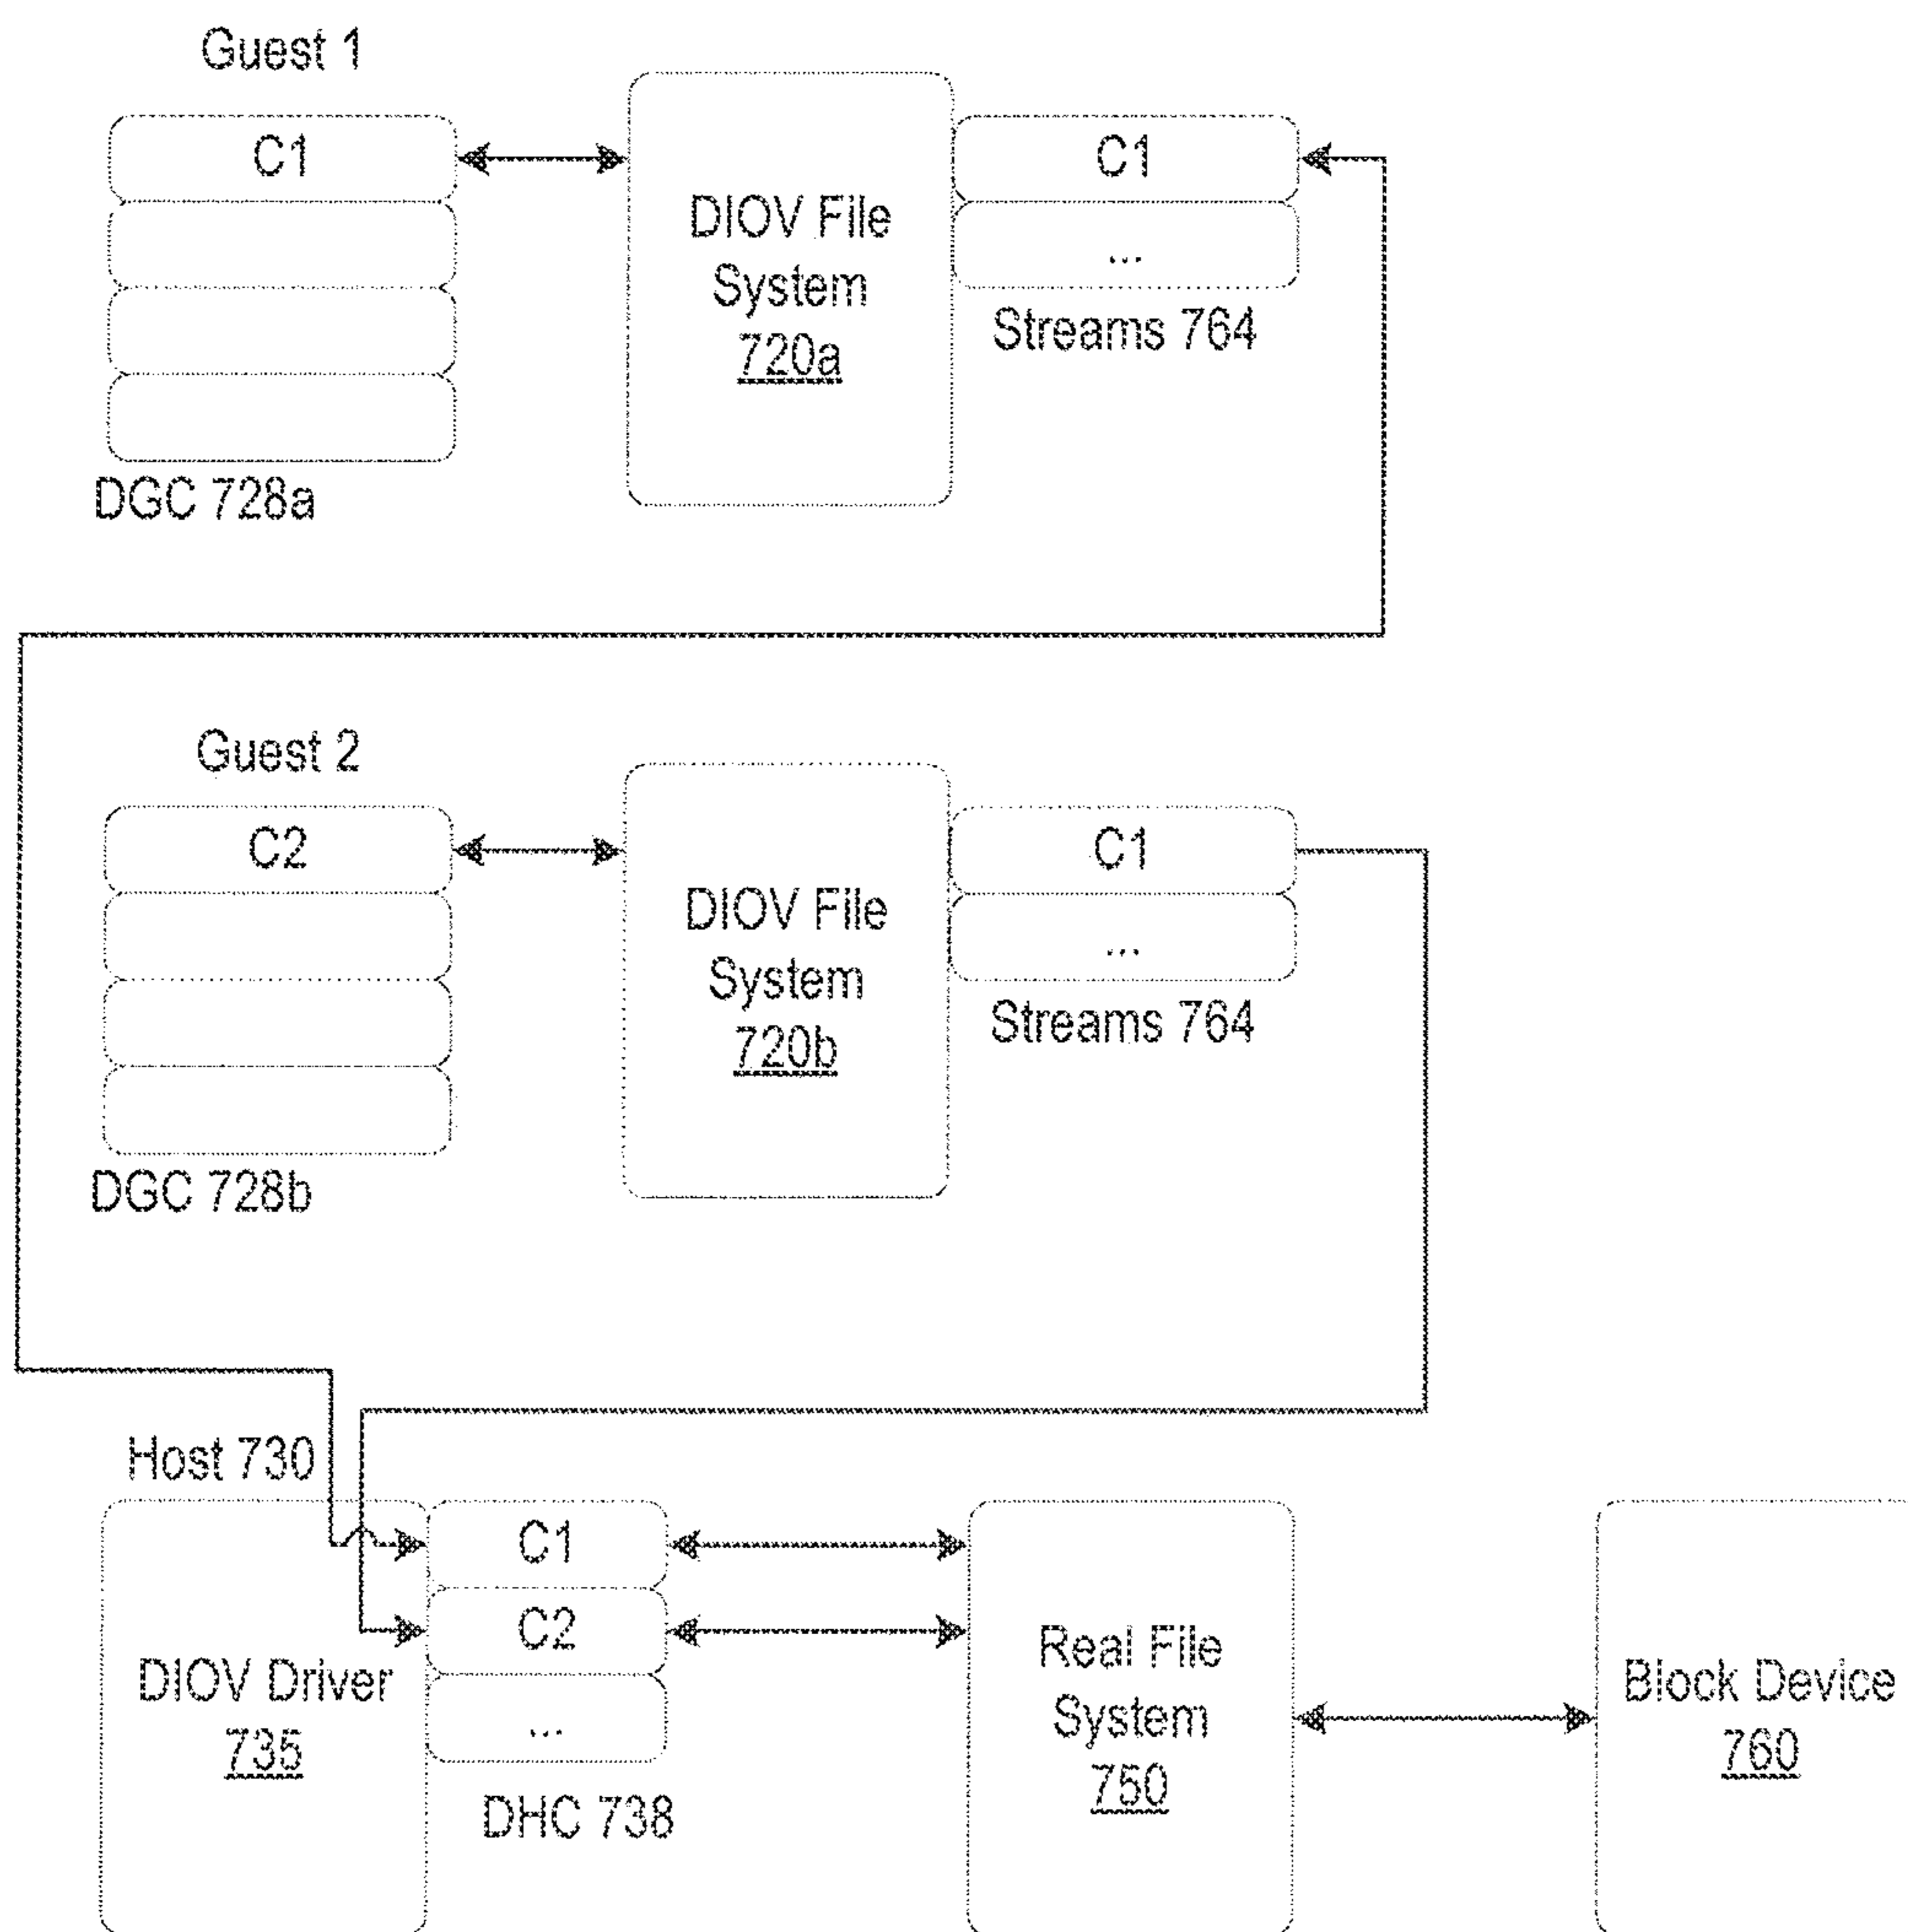 Guest 1
C1
DIOV File
System
720a
C1
...
Streams 764
DGC 728a
Guest 2
C2
DIOV File
System
720b
C1
...
Streams 764
DGC 728b
Host 730
DIOV Driver
735
C1
C2
...
DHC 738
Real File
System
750
Block Device
760